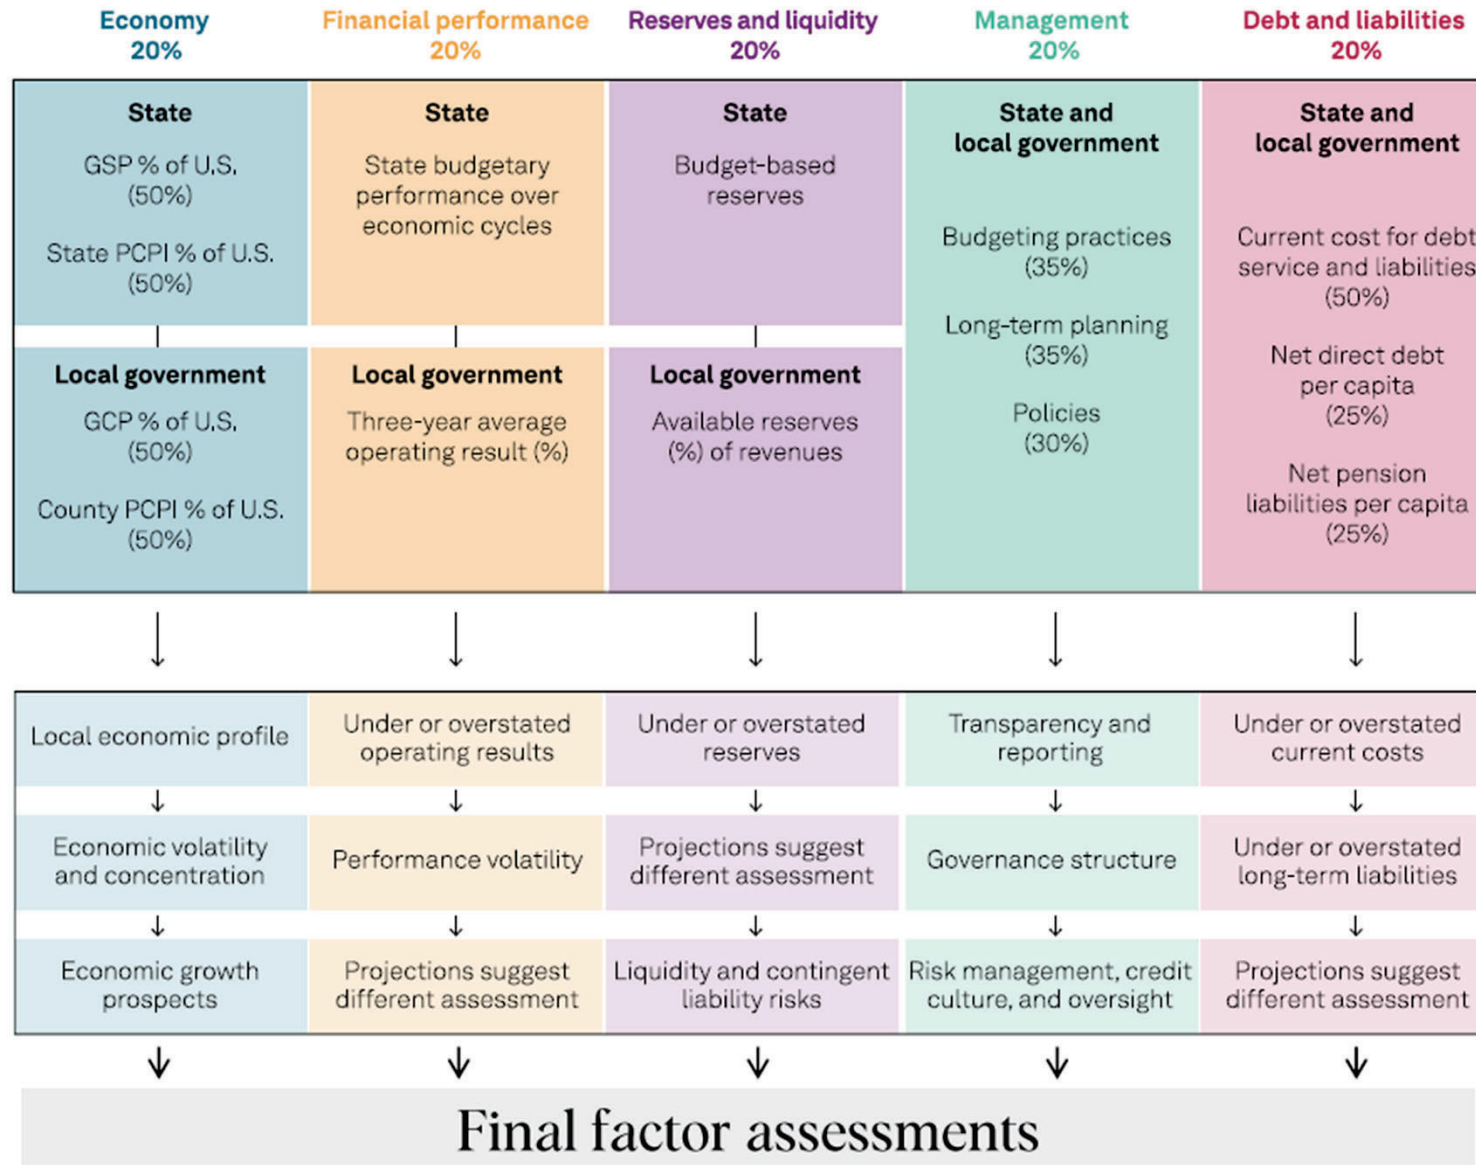 Economy
20%
Financial performance
20%
Reserves and liquidity
20%
Management
20%
Debt and liabilities
20%
State
GSP % of U.S.
(50%)
State PCPI % of U.S.
(50%)
Local government
GCP % of U.S.
(50%)
County PCPI % of U.S.
(50%)
State
State budgetary
performance over
economic cycles
Local government
Three-year average
operating result (%)
State
Budget-based
reserves
Local government
Available reserves
(%) of revenues
State and
local government
Budgeting practices
(35%)
Long-term planning
(35%)
Policies
(30%)
State and
local government
Current cost for debt
service and liabilities
(50%)
Net direct debt
per capita
(25%)
Net pension
liabilities per capita
(25%)
Local economic profile
Under or overstated
operating results
Under or overstated
reserves
Transparency and
reporting
Under or overstated
current costs
Economic volatility
and concentration
Performance volatility
Projections suggest
different assessment
Governance structure
Under or overstated
long-term liabilities
Economic growth
prospects
Projections suggest
different assessment
Liquidity and contingent
liability risks
Risk management, credit
culture, and oversight
Projections suggest
different assessment
Final factor assessments